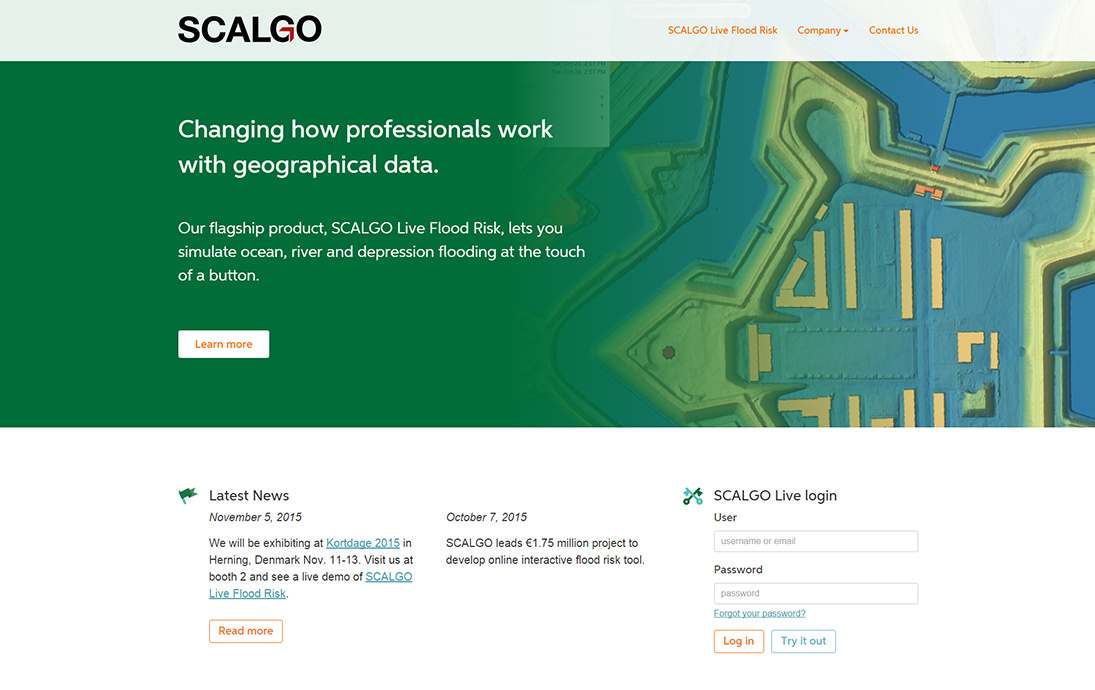 SCALGO
SCALGO Live Flood Risk
Company
Contact Us
Changing how professionals work
with geographical data.
Our flagship product, SCALGO Live Flood Risk, lets you
simulate ocean, river and depression flooding at the touch
of a button.
Learn more
Latest News
November 5, 2015
We will be exhibiting at Kortdage 2015 in
Herning, Denmark Nov. 11-13. Visit us at
booth 2 and see a live demo of SCALGO
Live Flood Risk.
Read more
October 7, 2015
SCALGO leads €1.75 million project to
develop online interactive flood risk tool.
SCALGO Live login
User
username or email
Password
password
Forgot your password?
Log in
Try it out